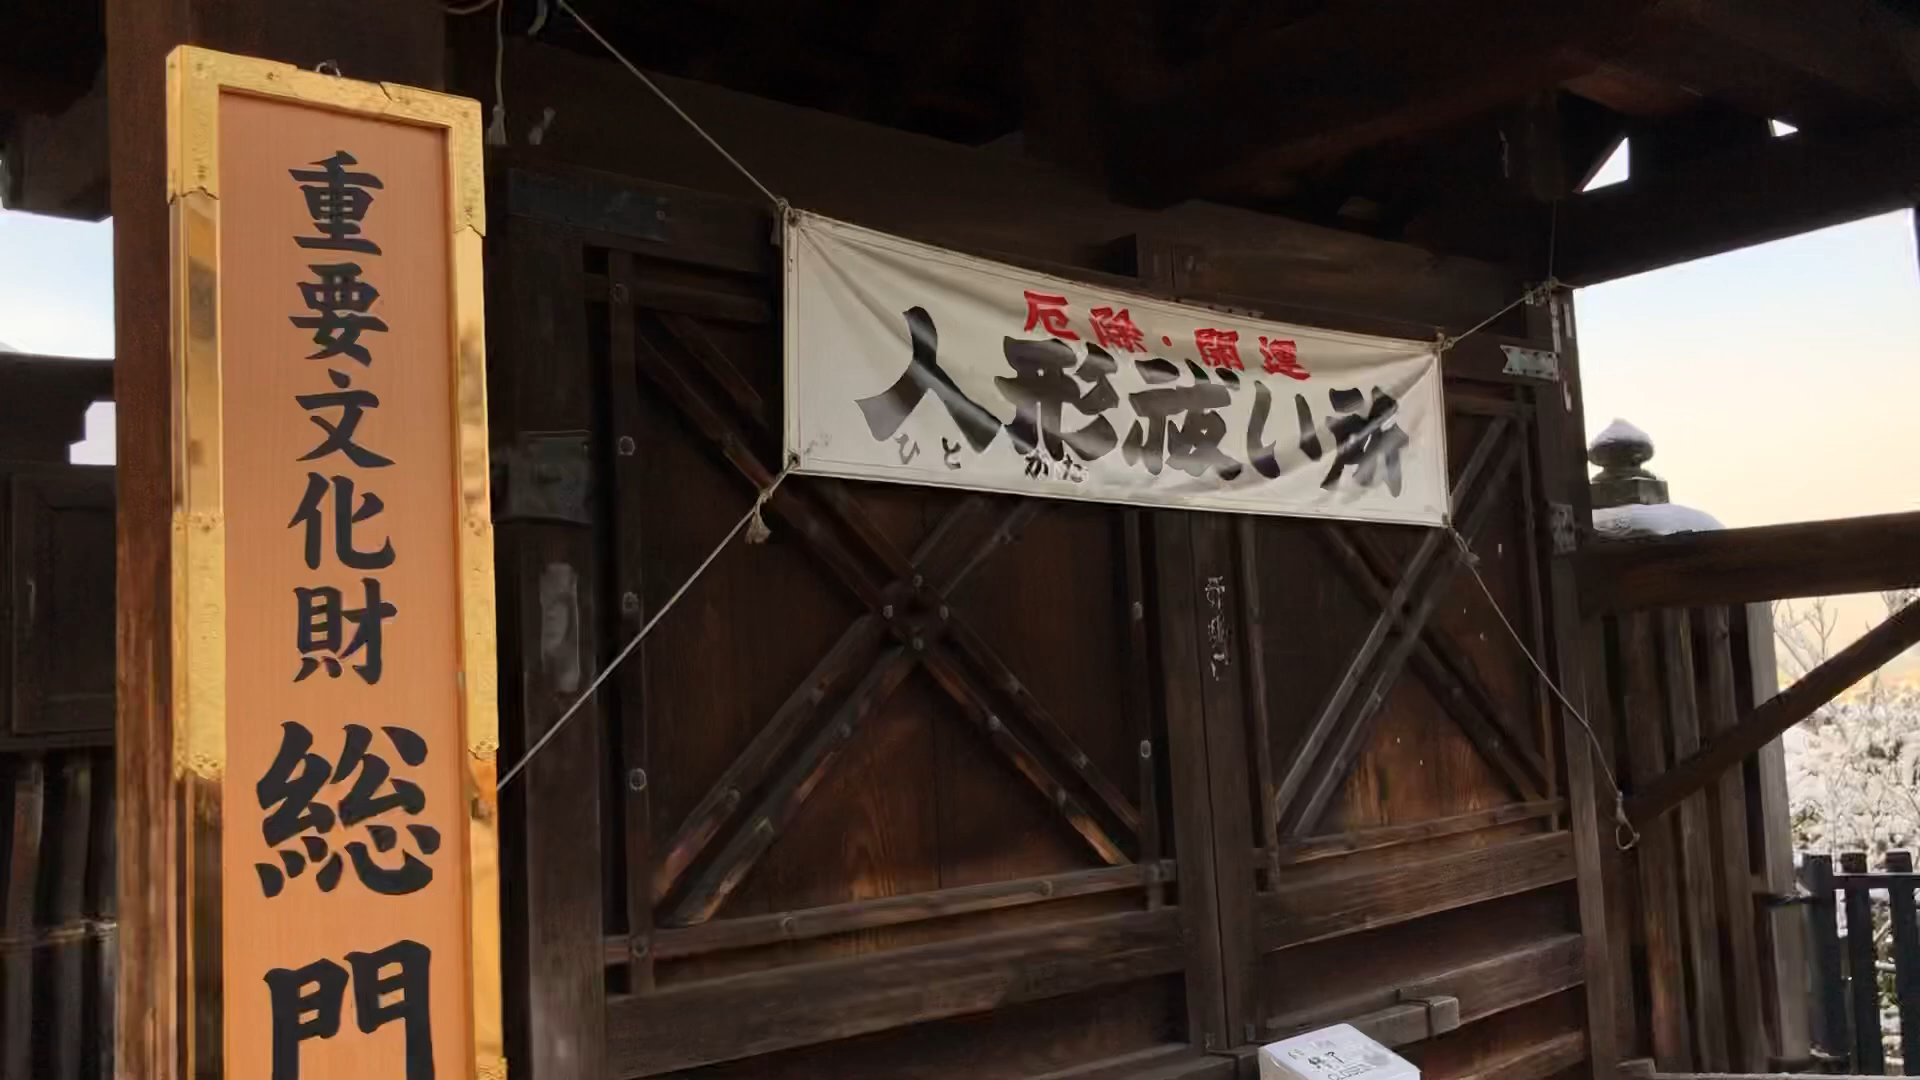 重要文化財
総門
厄除・開運
人形祓い所
ひとかた